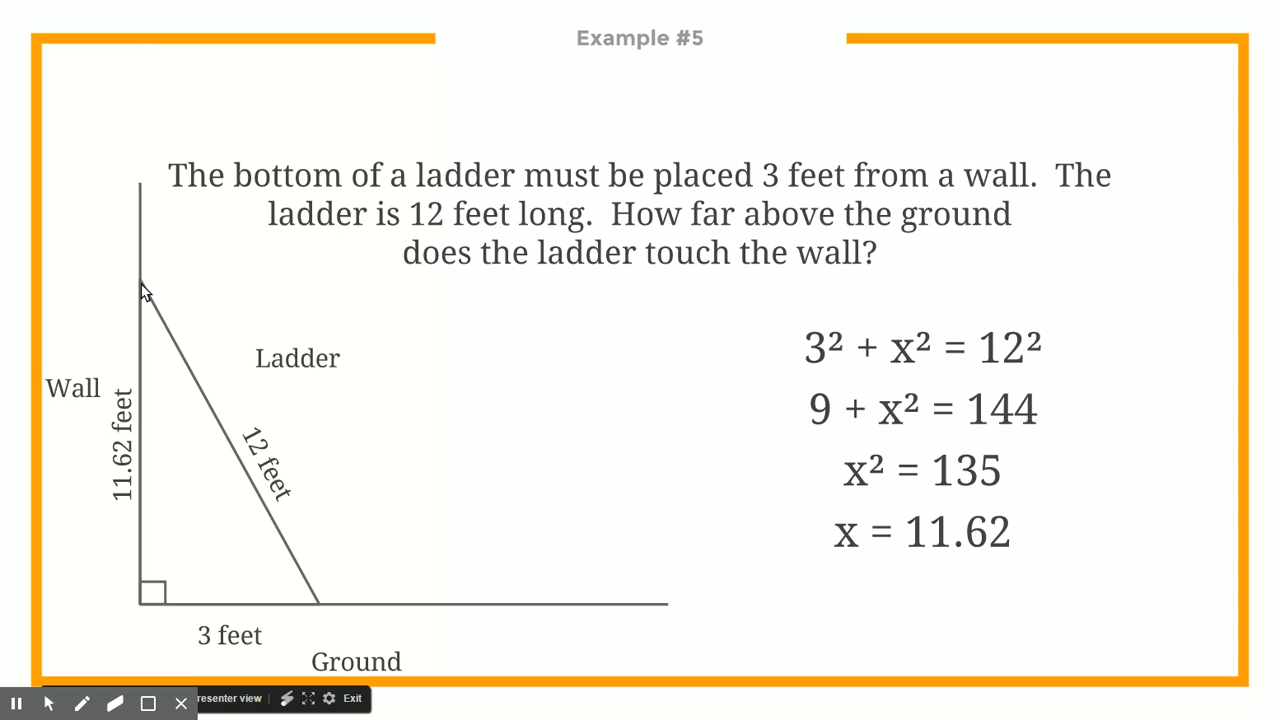 Example #5
The bottom of a ladder must be placed 3 feet from a wall.  The
ladder is 12 feet long.  How far above the ground
does the ladder touch the wall?
Ladder
Wall
11.62 feet
12 feet
3 feet
Ground
3² + x² = 12²
9 + x² = 144
x² = 135
x = 11.62
view
Exit